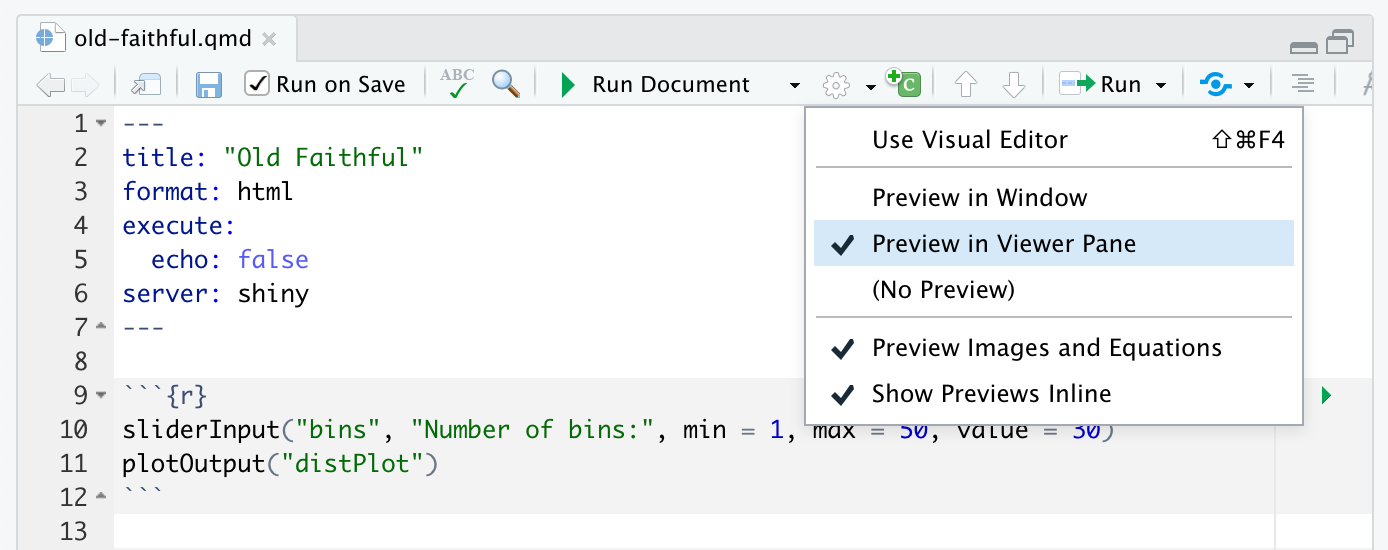 old-faithful.qmd
Run on Save ABC Run Document C Run
1 ---
2 title: "Old Faithful"
3 format: html
4 execute:
5   echo: false
6 server: shiny
7 ---
8
9 ```{r}
10 sliderInput("bins", "Number of bins:", min = 1, max = 50, value = 30)
11 plotOutput("distPlot")
12 ```
13
Use Visual Editor ⇧⌘F4
Preview in Window
Preview in Viewer Pane
(No Preview)
Preview Images and Equations
Show Previews Inline